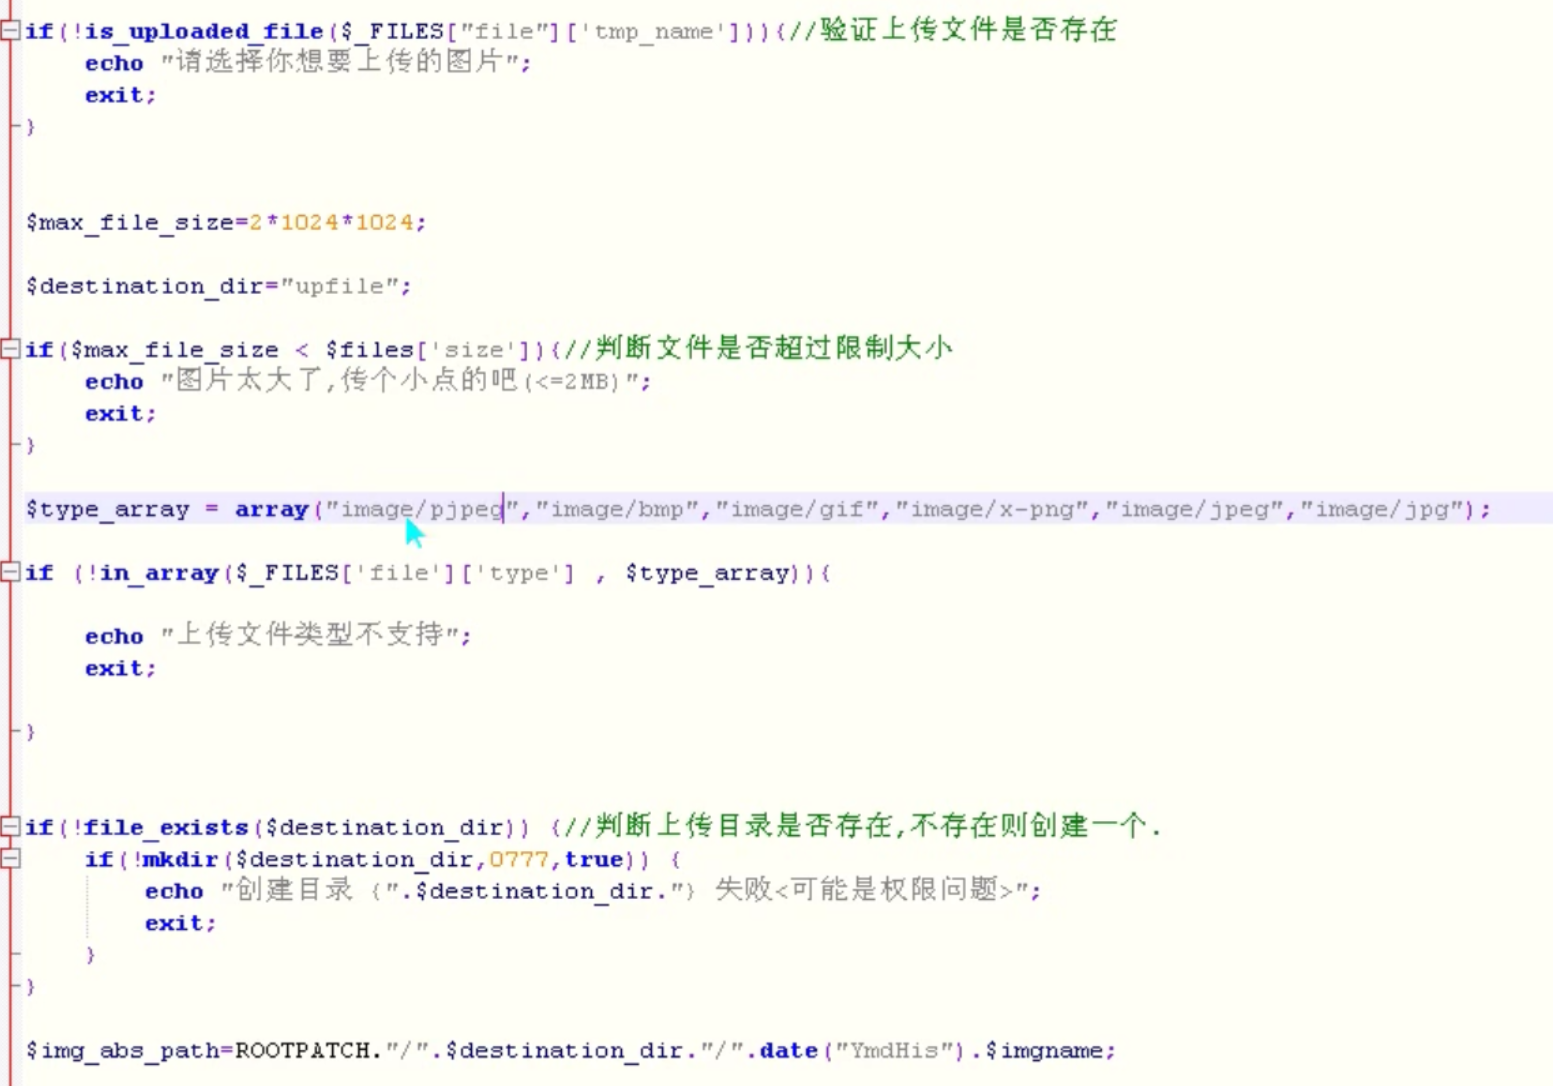 if(!is_uploaded_file($_FILES["file"]['tmp_name'])){//验证上传文件是否存在
echo "请选择你想要上传的图片";
exit;
}
$max_file_size=2*1024*1024;
$destination_dir="upfile";
if($max_file_size < $files['size']){//判断文件是否超过限制大小
echo "图片太大了,传个小点的吧(<=2MB)";
exit;
}
$type_array = array("image/pjpeg","image/bmp","image/gif","image/x-png","image/jpeg","image/jpg");
if (!in_array($_FILES['file']['type'] , $type_array)){
echo "上传文件类型不支持";
exit;
}
if(!file_exists($destination_dir)) {//判断上传目录是否存在,不存在则创建一个.
if(!mkdir($destination_dir,0777,true)) {
echo "创建目录 {".$destination_dir."} 失败<可能是权限问题>";
exit;
}
}
$img_abs_path=ROOTPATCH."/".$destination_dir."/".date("YmdHis").$imgname;